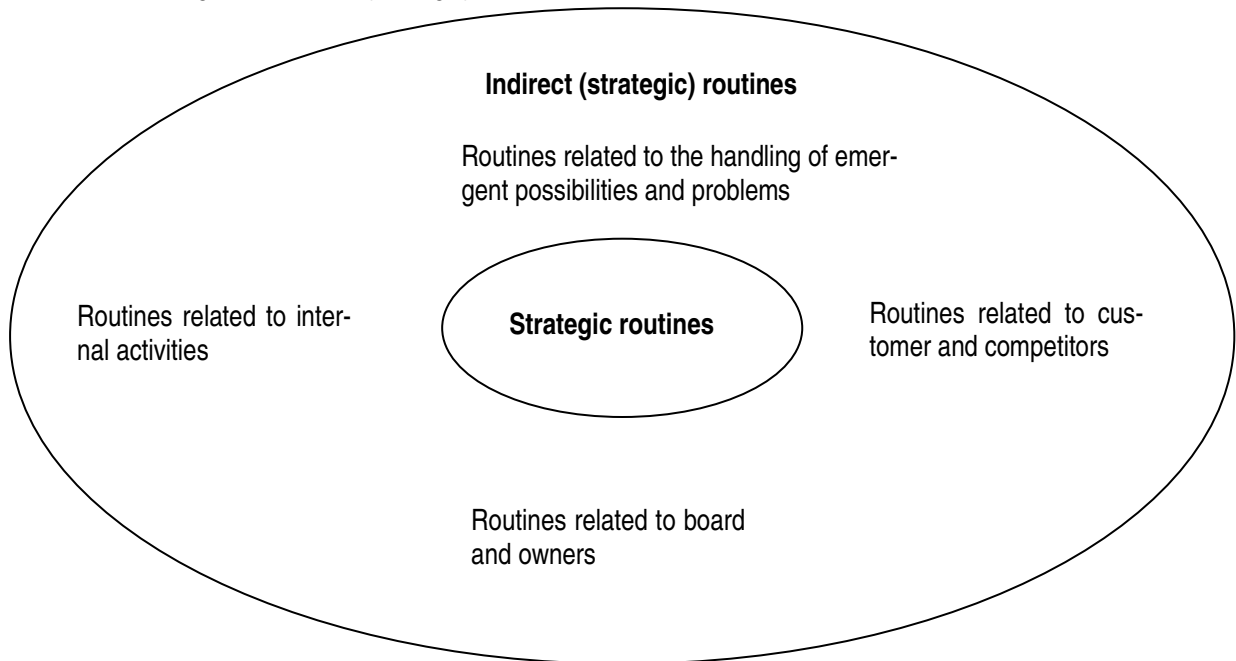 Indirect (strategic) routines
Routines related to the handling of emer-
gent possibilities and problems
Routines related to inter-
nal activities
Strategic routines
Routines related to cus-
tomer and competitors
Routines related to board
and owners